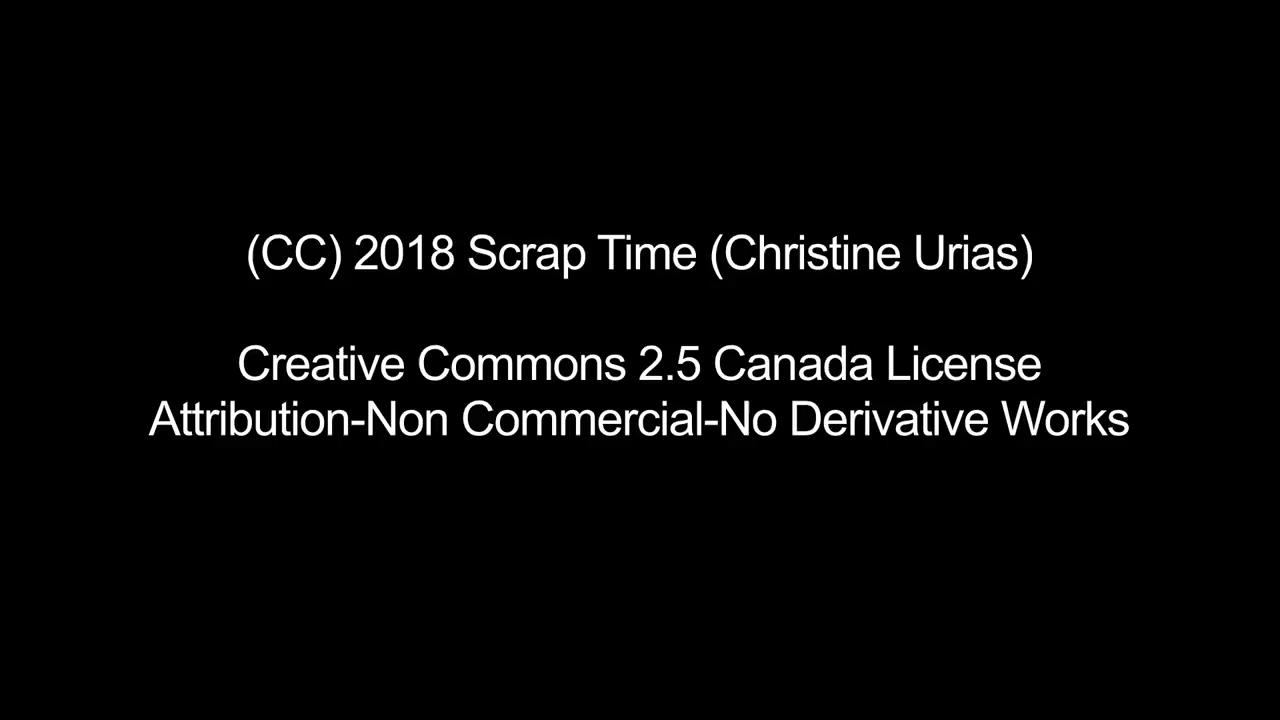 (CC) 2018 Scrap Time (Christine Urias)
Creative Commons 2.5 Canada License
Attribution-Non Commercial-No Derivative Works